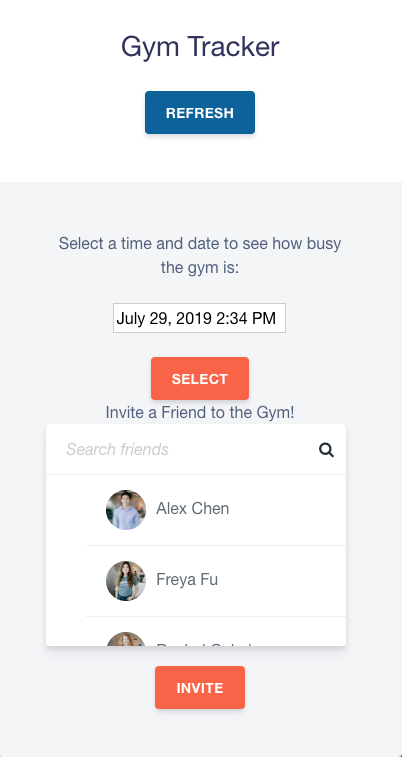 Gym Tracker
REFRESH
Select a time and date to see how busy
the gym is:
July 29, 2019 2:34 PM
SELECT
Invite a Friend to the Gym!
Search friends
Alex Chen
Freya Fu
INVITE